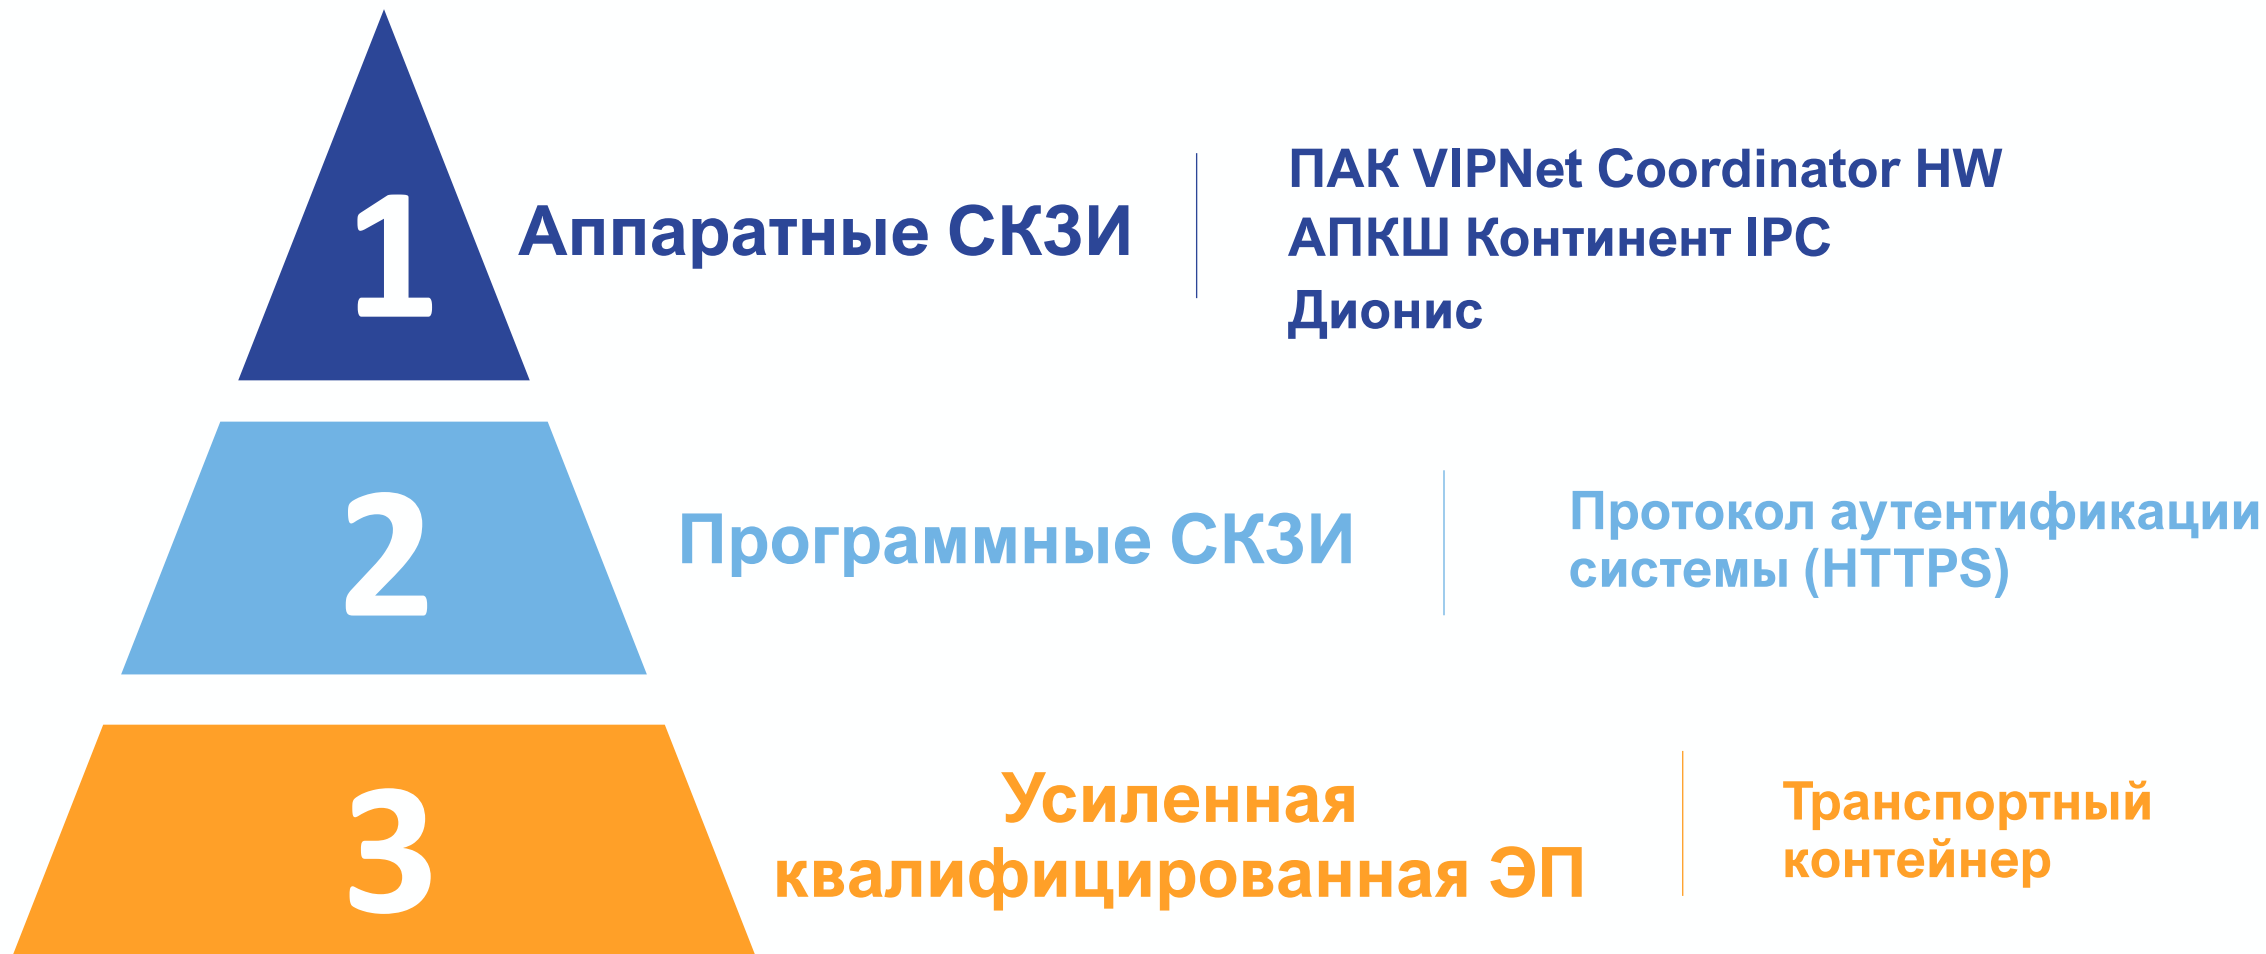 1
Аппаратные СКЗИ
ПАК VIPNet Coordinator HW
АПКШ Континент IPC
Дионис
2
Программные СКЗИ
Протокол аутентификации
системы (HTTPS)
3
Усиленная
квалифицированная ЭП
Транспортный
контейнер